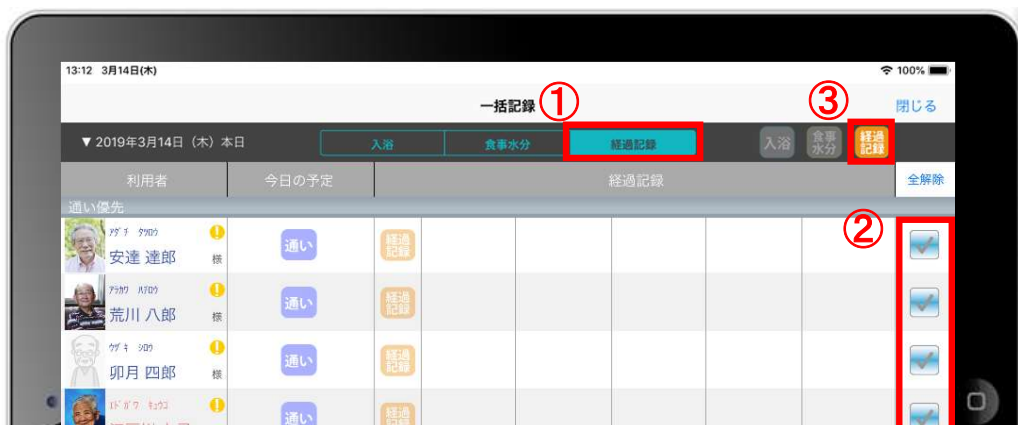 13:12 3月14日(木)
100%
一括記録
①
③
閉じる
▼2019年3月14日（木）本日
入浴
食事水分
経過記録
入浴
食事
水分
経過
記録
利用者
今日の予定
経過記録
全解除
通い優先
②
ｱﾀﾞﾁ ﾀﾂﾛｳ
安達 達郎
様
通い
経過
記録
ｱﾗｶﾜ ﾊﾁﾛｳ
荒川 八郎
様
通い
経過
記録
ｳﾂﾞｷ ｼﾛｳ
卯月 四郎
様
通い
経過
記録
通い
経過
記録